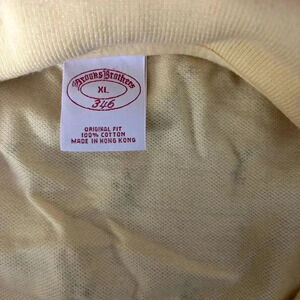 Brooks Brothers
XL
346
ORIGINAL FIT
100% COTTON
MADE IN HONG KONG